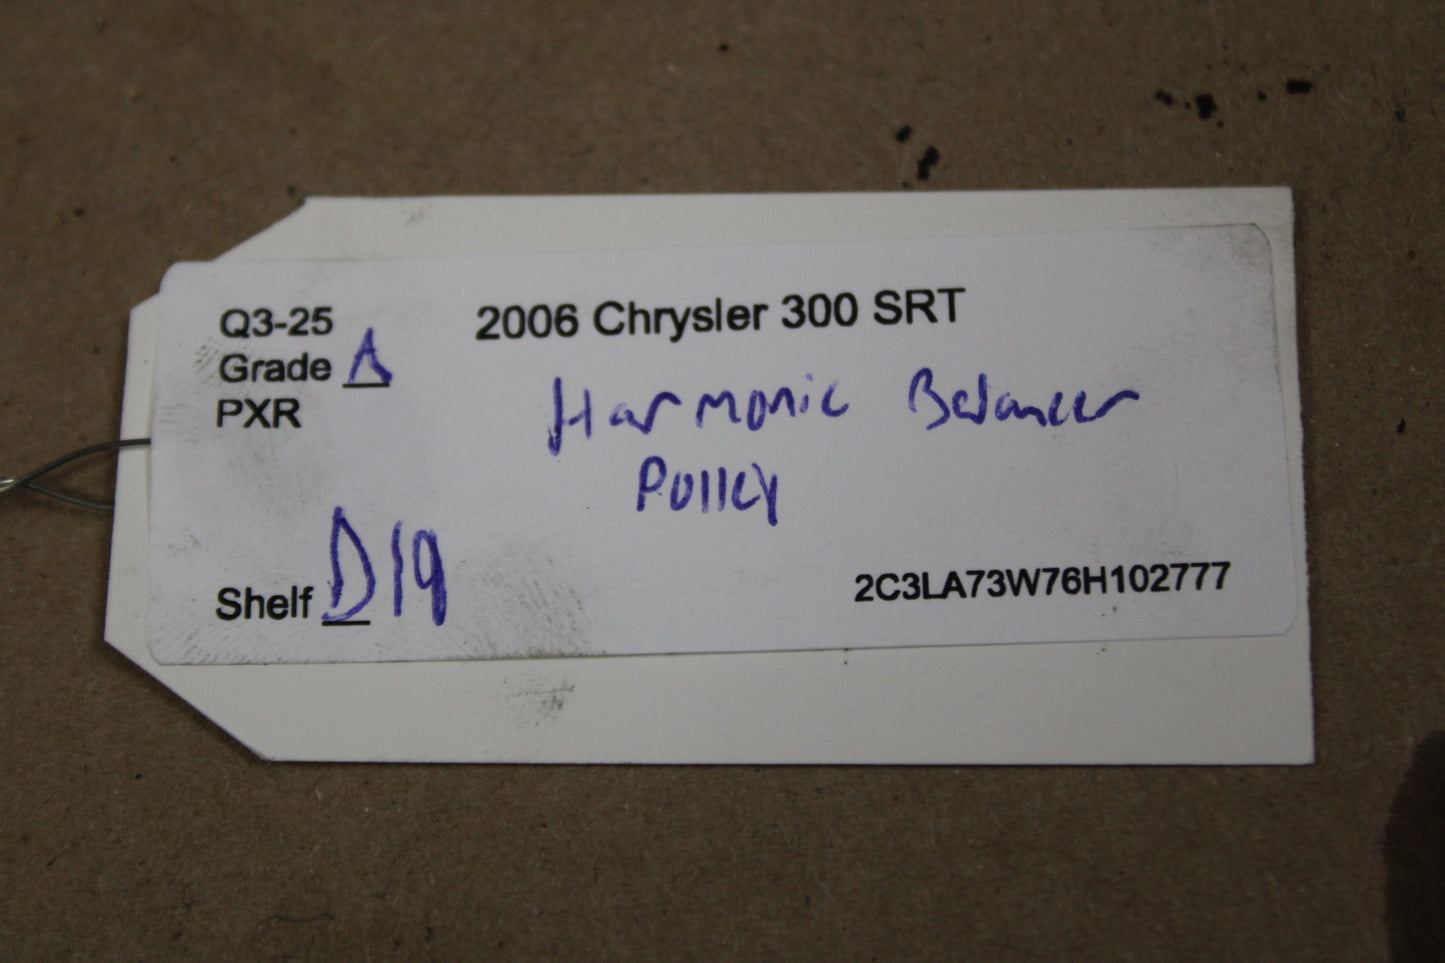 Q3-25
2006 Chrysler 300 SRT
Grade A
PXR
Harmonic Balancer
Pulley
Shelf D19
2C3LA73W76H102777